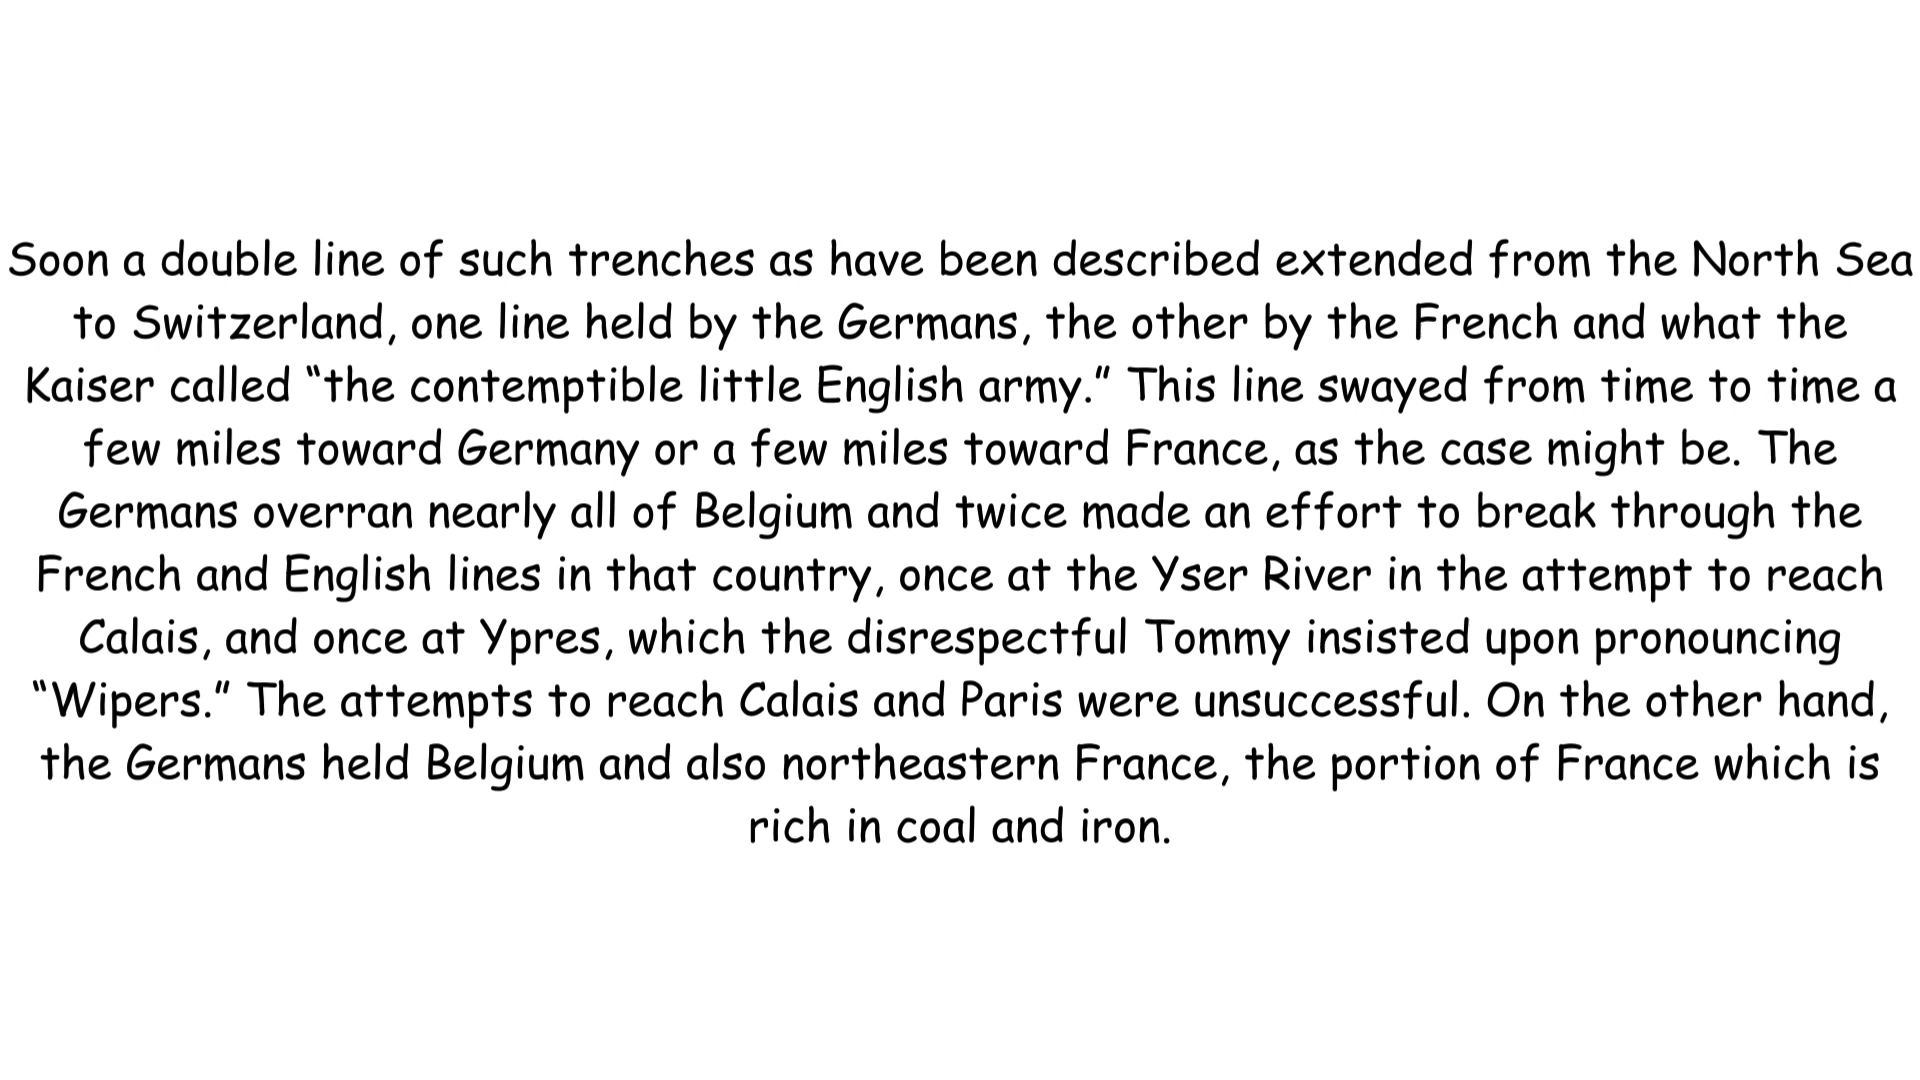 Soon a double line of such trenches as have been described extended from the North Sea
to Switzerland, one line held by the Germans, the other by the French and what the
Kaiser called “the contemptible little English army.” This line swayed from time to time a
few miles toward Germany or a few miles toward France, as the case might be. The
Germans overran nearly all of Belgium and twice made an effort to break through the
French and English lines in that country, once at the Yser River in the attempt to reach
Calais, and once at Ypres, which the disrespectful Tommy insisted upon pronouncing
“Wipers.” The attempts to reach Calais and Paris were unsuccessful. On the other hand,
the Germans held Belgium and also northeastern France, the portion of France which is
rich in coal and iron.